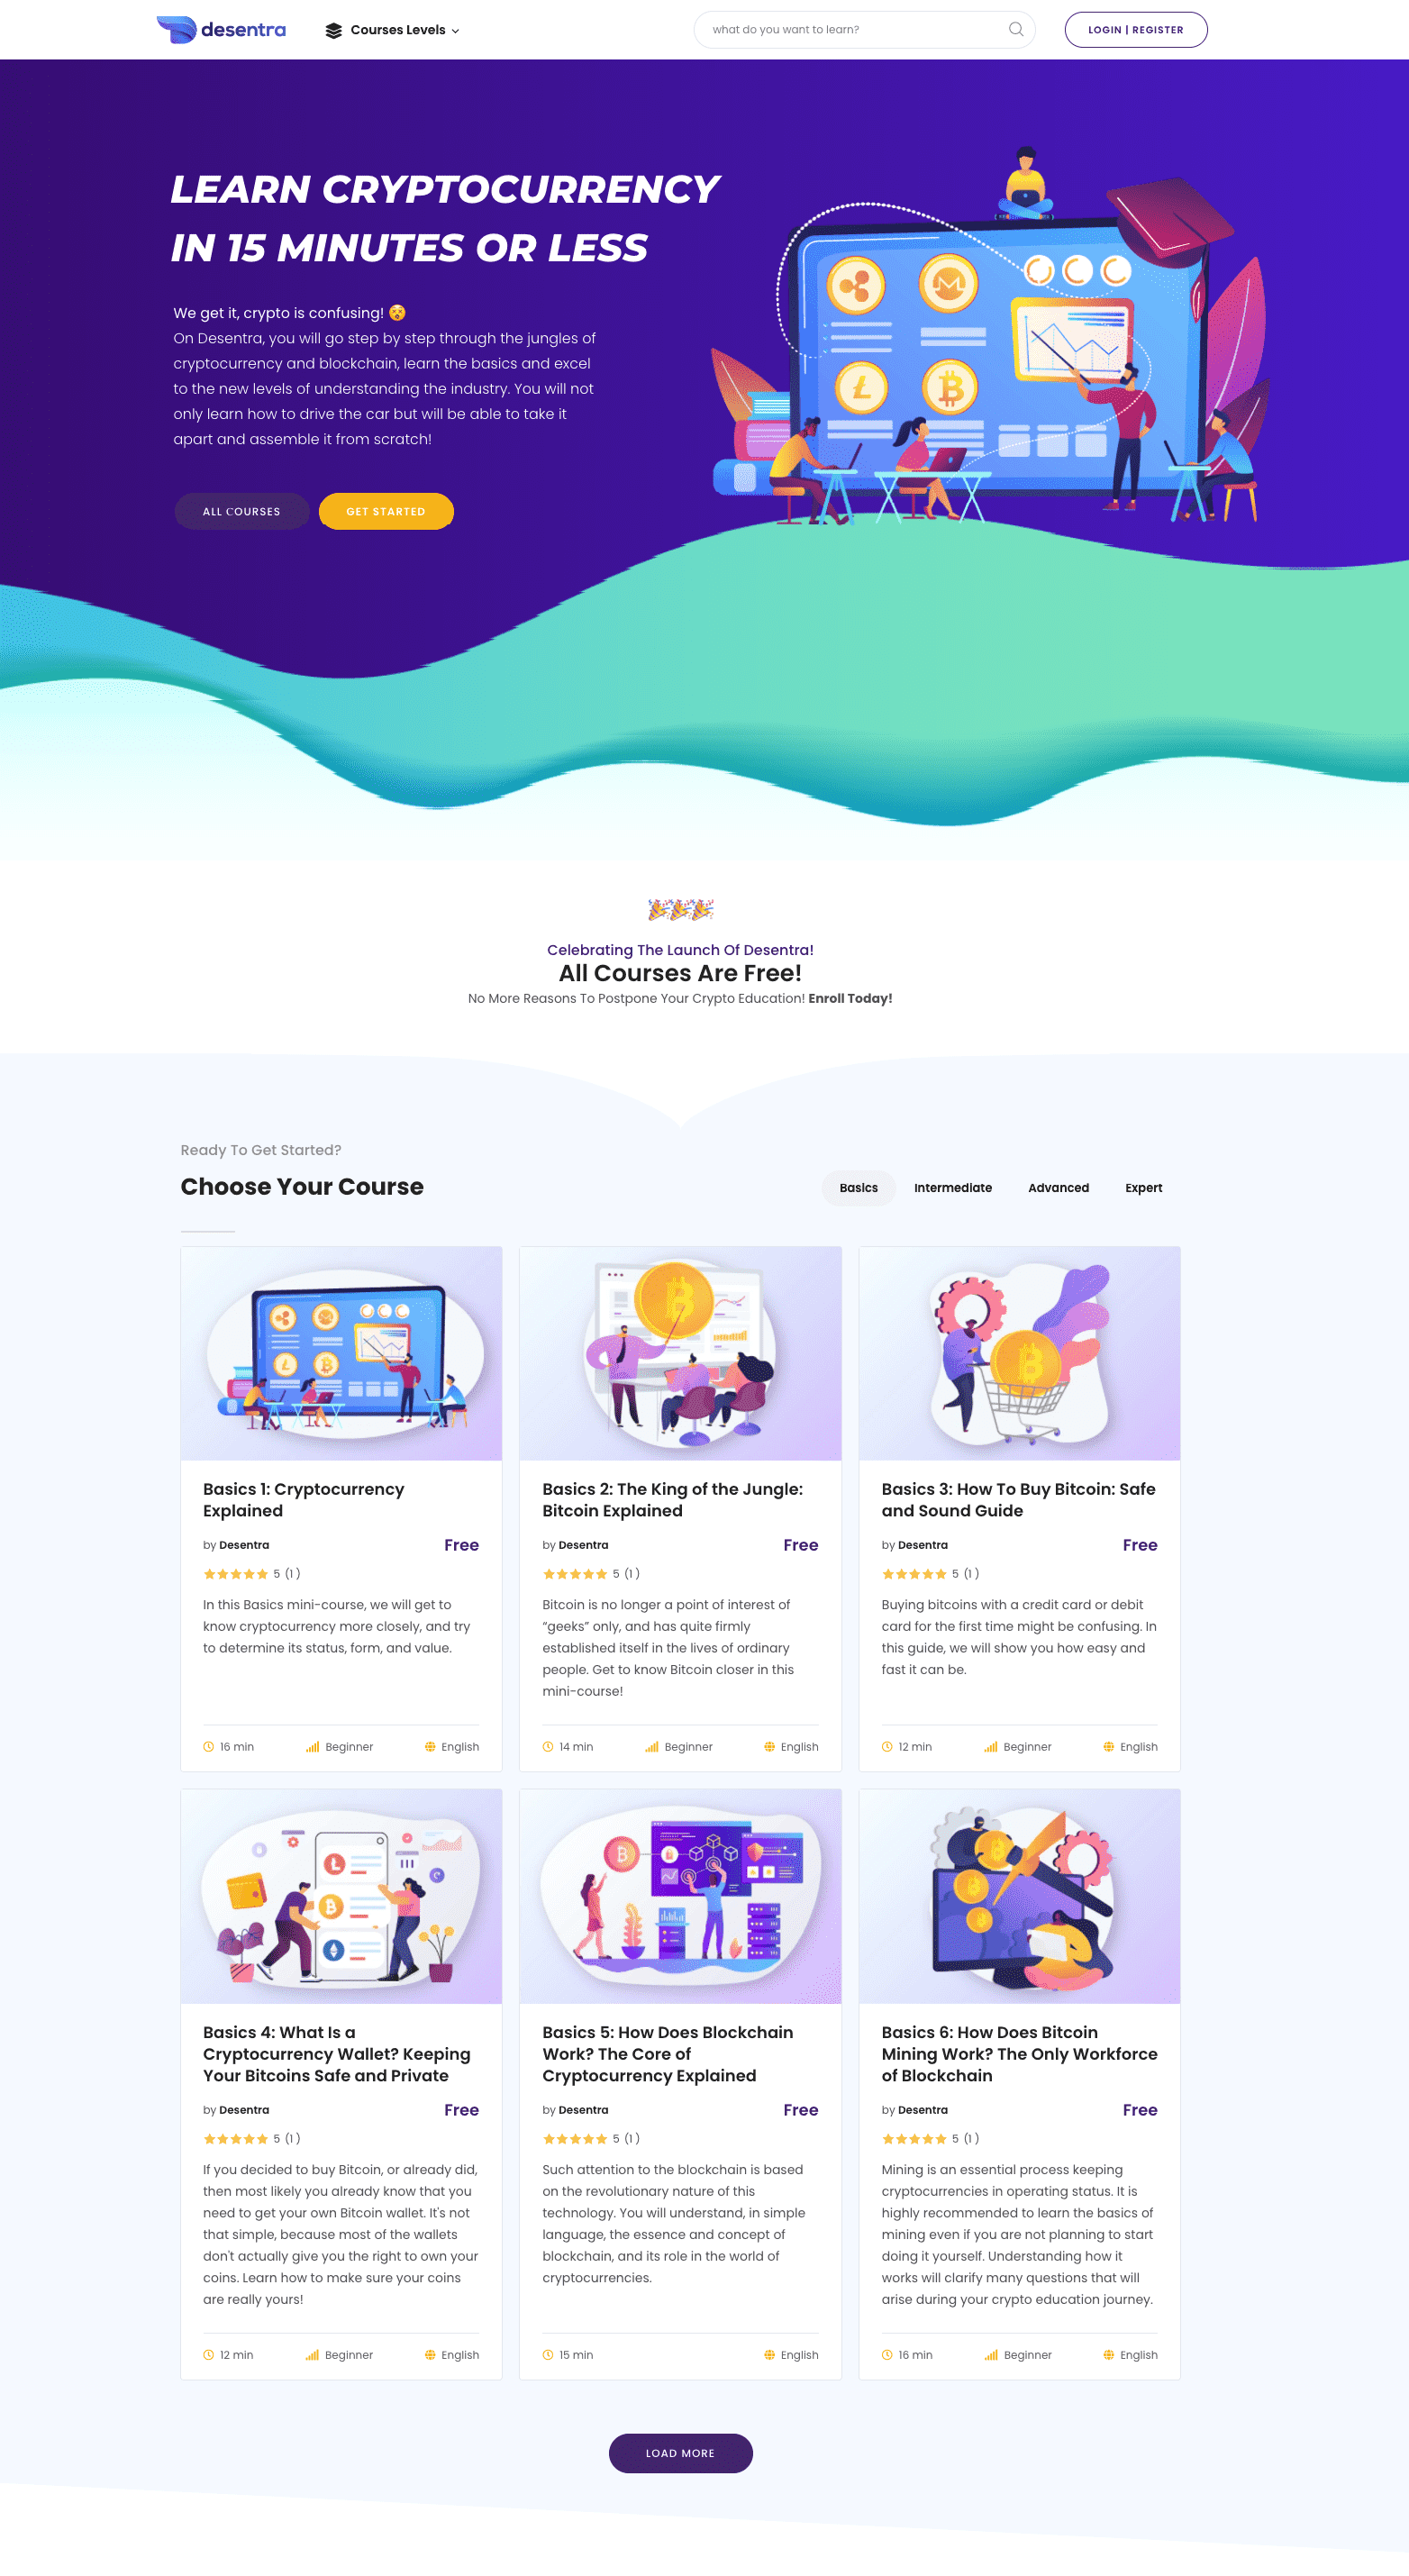 desentra
Courses Levels
what do you want to learn?
LOGIN | REGISTER
LEARN CRYPTOCURRENCY
IN 15 MINUTES OR LESS
We get it, crypto is confusing! 😵
On Desentra, you will go step by step through the jungles of
cryptocurrency and blockchain, learn the basics and excel
to the new levels of understanding the industry. You will not
only learn how to drive the car but will be able to take it
apart and assemble it from scratch!
ALL COURSES
GET STARTED
🎉🎉🎉
Celebrating The Launch Of Desentra!
All Courses Are Free!
No More Reasons To Postpone Your Crypto Education! Enroll Today!
Ready To Get Started?
Choose Your Course
Basics
Intermediate
Advanced
Expert
Basics 1: Cryptocurrency
Explained
by Desentra
Free
5 (1)
In this Basics mini-course, we will get to
know cryptocurrency more closely, and try
to determine its status, form, and value.
16 min
Beginner
English
Basics 2: The King of the Jungle:
Bitcoin Explained
by Desentra
Free
5 (1)
Bitcoin is no longer a point of interest of
“geeks” only, and has quite firmly
established itself in the lives of ordinary
people. Get to know Bitcoin closer in this
mini-course!
14 min
Beginner
English
Basics 3: How To Buy Bitcoin: Safe
and Sound Guide
by Desentra
Free
5 (1)
Buying bitcoins with a credit card or debit
card for the first time might be confusing. In
this guide, we will show you how easy and
fast it can be.
12 min
Beginner
English
Basics 4: What Is a
Cryptocurrency Wallet? Keeping
Your Bitcoins Safe and Private
by Desentra
Free
5 (1)
If you decided to buy Bitcoin, or already did,
then most likely you already know that you
need to get your own Bitcoin wallet. It's not
that simple, because most of the wallets
don't actually give you the right to own your
coins. Learn how to make sure your coins
are really yours!
12 min
Beginner
English
Basics 5: How Does Blockchain
Work? The Core of
Cryptocurrency Explained
by Desentra
Free
5 (1)
Such attention to the blockchain is based
on the revolutionary nature of this
technology. You will understand, in simple
language, the essence and concept of
blockchain, and its role in the world of
cryptocurrencies.
15 min
English
Basics 6: How Does Bitcoin
Mining Work? The Only Workforce
of Blockchain
by Desentra
Free
5 (1)
Mining is an essential process keeping
cryptocurrencies in operating status. It is
highly recommended to learn the basics of
mining even if you are not planning to start
doing it yourself. Understanding how it
works will clarify many questions that will
arise during your crypto education journey.
16 min
Beginner
English
LOAD MORE